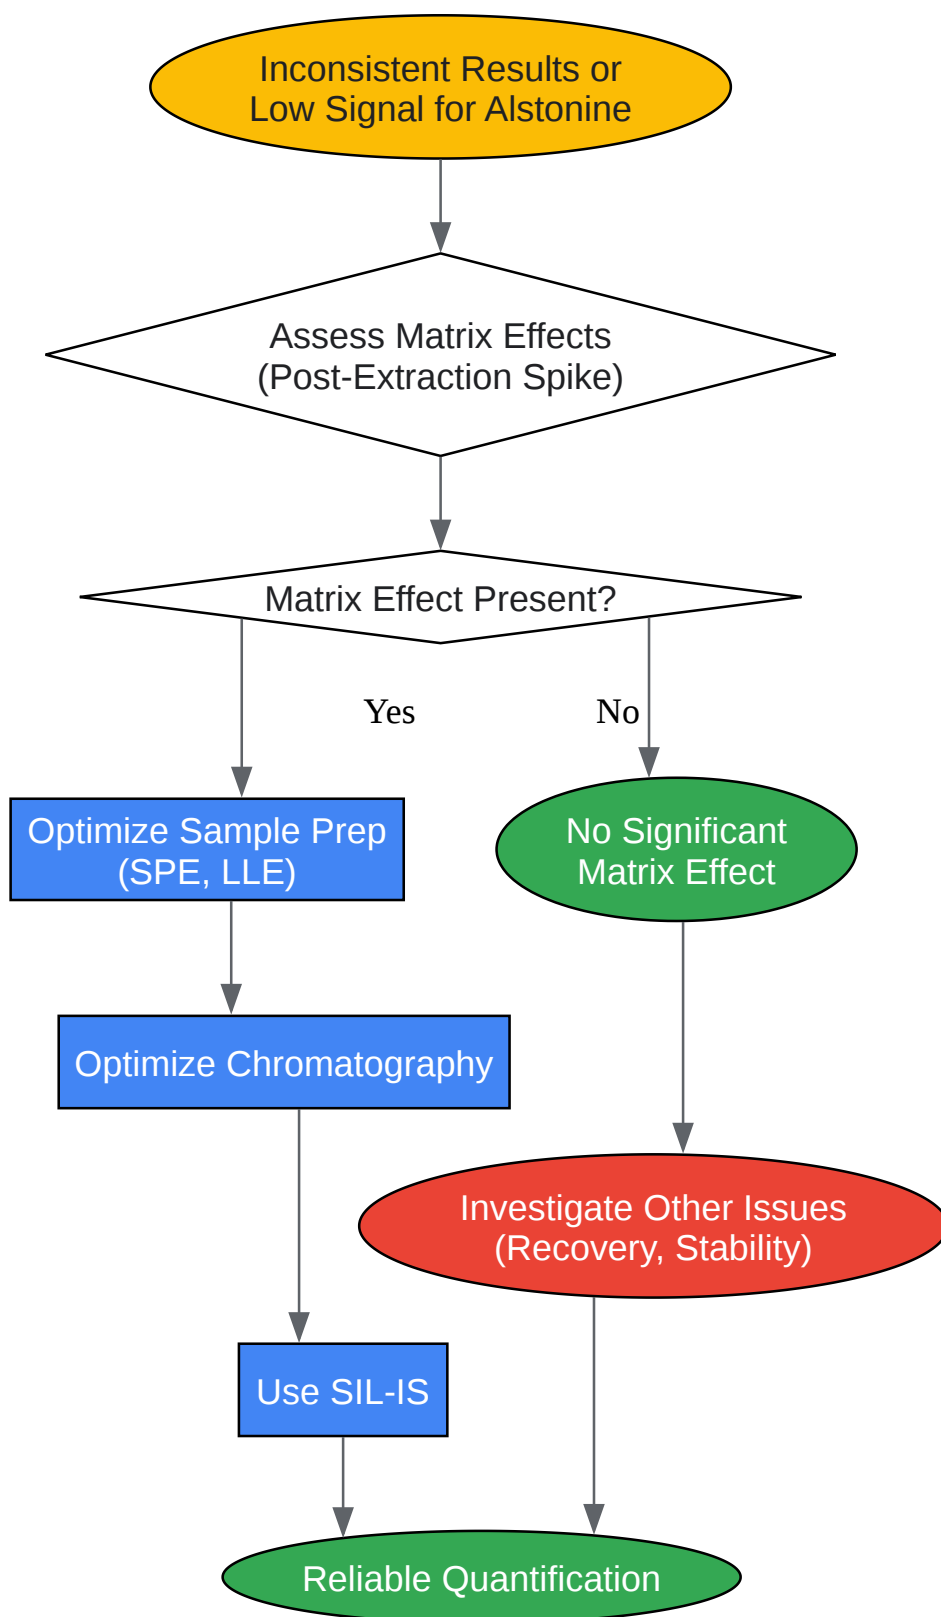 Inconsistent Results or
Low Signal for Alstonine
Assess Matrix Effects
(Post-Extraction Spike)
Matrix Effect Present?
Yes
No
Optimize Sample Prep
(SPE, LLE)
No Significant
Matrix Effect
Optimize Chromatography
Investigate Other Issues
(Recovery, Stability)
Use SIL-IS
Reliable Quantification